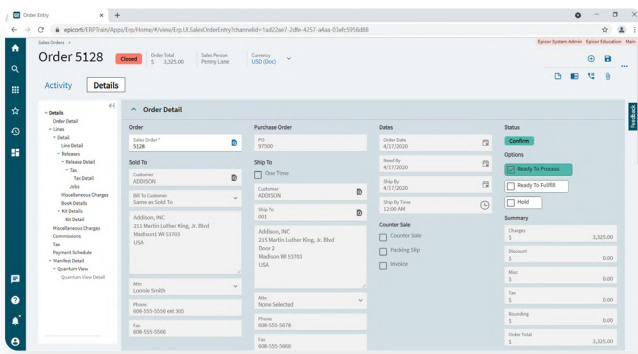 Order Entry
epicorti/ERPTrain/Apps/Erp/Home/#/view/Erp.UI.SalesOrderEntry?channelid=1ad22ae7-2dfe-4257-a4aa-03efc5958d88
Sales Orders >
Epicor System Admin Epicor Education Main
Order 5128
Closed
Order Total
$ 3,325.00
Sales Person
Penny Lane
Currency
USD (Doc)
Activity
Details
Feedback
Details
Order Detail
Lines
Detail
Line Detail
Releases
Release Detail
Tax
Tax Detail
Jobs
Miscellaneous Charges
Book Details
Kit Details
Kit Detail
Miscellaneous Charges
Commissions
Tax
Payment Schedule
Manifest Detail
Quantum View
Quantum View Detail
Order Detail
Order
Sales Order *
5128
Sold To
Customer
ADDISON
Bill To Customer
Same as Sold To
Addison, INC
211 Martin Luther King, Jr. Blvd
Madison1 WI 53703
USA
Attn
Lonnie Smith
Phone
608-555-5556 ext 305
Fax
608-555-5566
Purchase Order
PO
97500
Ship To
One Time
Customer
ADDISON
Ship To
001
Addison, INC
215 Martin Luther King, Jr. Blvd
Door 2
Madison WI 53703
USA
Attn
None Selected
Phone
608-555-5678
Fax
608-555-5666
Dates
Order Date
4/17/2020
Need By
4/17/2020
Ship By
4/17/2020
Ship By Time
12:00 AM
Counter Sale
Counter Sale
Packing Slip
Invoice
Status
Confirm
Options
Ready To Process
Ready To Fullfill
Hold
Summary
Charges
$ 3,325.00
Discount
$ 0.00
Misc
$ 0.00
Tax
$ 0.00
Rounding
$ 0.00
Order Total
$ 3,325.00